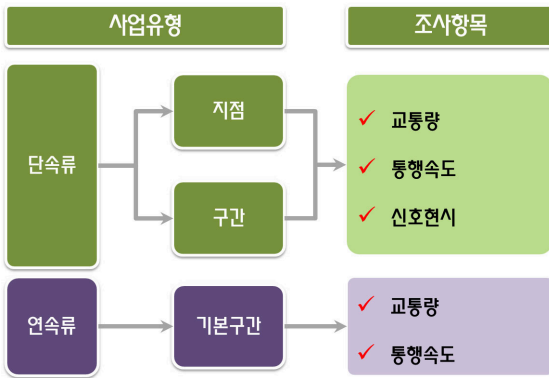 사업유형
조사항목
단속류
지점
구간
교통량
통행속도
신호현시
연속류
기본구간
교통량
통행속도